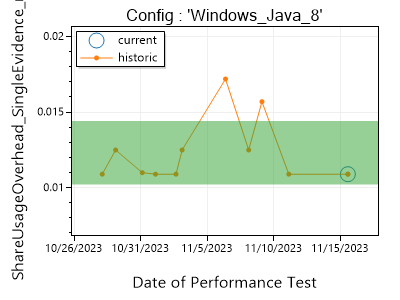 Config : 'Windows_Java_8'
ShareUsageOverhead_SingleEvidence_
0.02
0.015
0.01
current
historic
10/26/2023 10/31/2023 11/5/2023 11/10/2023 11/15/2023
Date of Performance Test